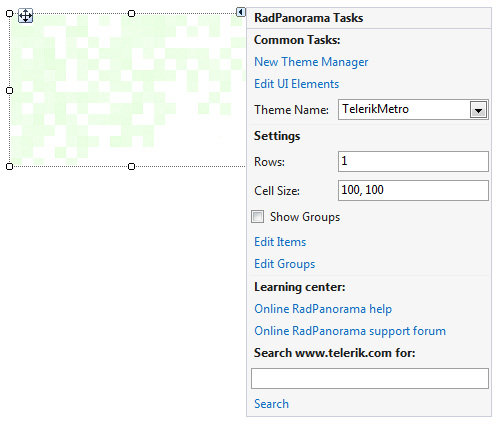 RadPanorama Tasks
Common Tasks:
New Theme Manager
Edit UI Elements
Theme Name: TelerikMetro
Settings
Rows: 1
Cell Size: 100, 100
Show Groups
Edit Items
Edit Groups
Learning center:
Online RadPanorama help
Online RadPanorama support forum
Search www.telerik.com for:
Search